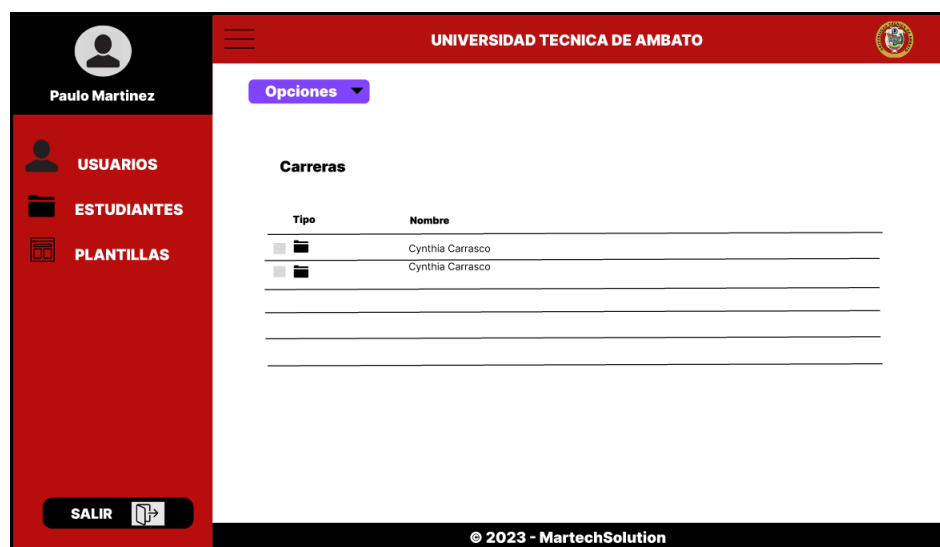 UNIVERSIDAD TECNICA DE AMBATO
Paulo Martinez
Opciones
USUARIOS
ESTUDIANTES
PLANTILLAS
Carreras
Tipo Nombre
Cynthia Carrasco
Cynthia Carrasco
SALIR
© 2023 - MartechSolution